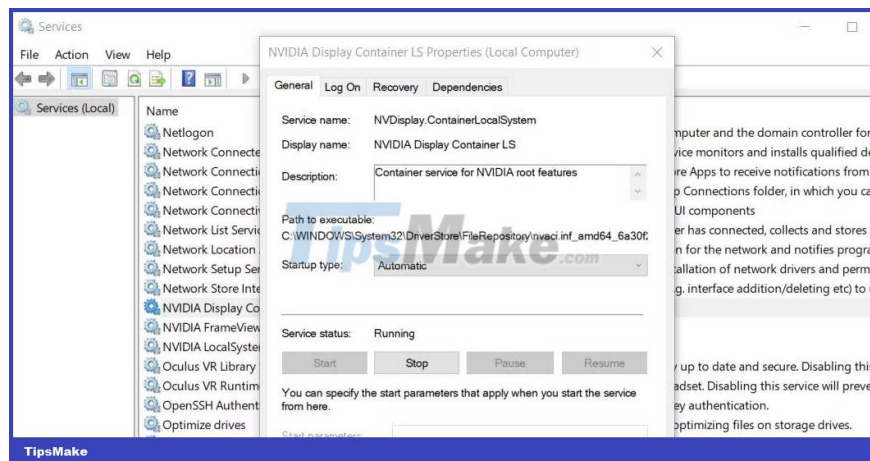 Services
File Action View Help
Services (Local)
Name
Netlogon
Network Connecte
Network Connecti
Network Connecti
Network Connecti
Network List Servic
Network Location
Network Setup Ser
Network Store Inte
NVIDIA Display Co
NVIDIA FrameView
NVIDIA LocalSyste
Oculus VR Library
Oculus VR Runtim
OpenSSH Authent
Optimize drives
NVIDIA Display Container LS Properties (Local Computer)
General Log On Recovery Dependencies
Service name: NVDisplay.ContainerLocalSystem
Display name: NVIDIA Display Container LS
Description: Container service for NVIDIA root features
Path to executable:
C:\WINDOWS\System32\DriverStore\FileRepository\nvaci.inf_amd64_6a30f
Startup type: Automatic
TipsMake.com
Service status: Running
Start Stop Pause Resume
You can specify the start parameters that apply when you start the service
from here.
Start parameters:
mputer and the domain controller for
vice monitors and installs qualified de
re Apps to receive notifications from
p Connections folder, in which you ca
UI components
er has connected, collects and stores
n for the network and notifies progra
tallation of network drivers and perm
g. interface addition/deleting etc) to
up to date and secure. Disabling this
adset. Disabling this service will preve
ey authentication.
optimizing files on storage drives.
TipsMake